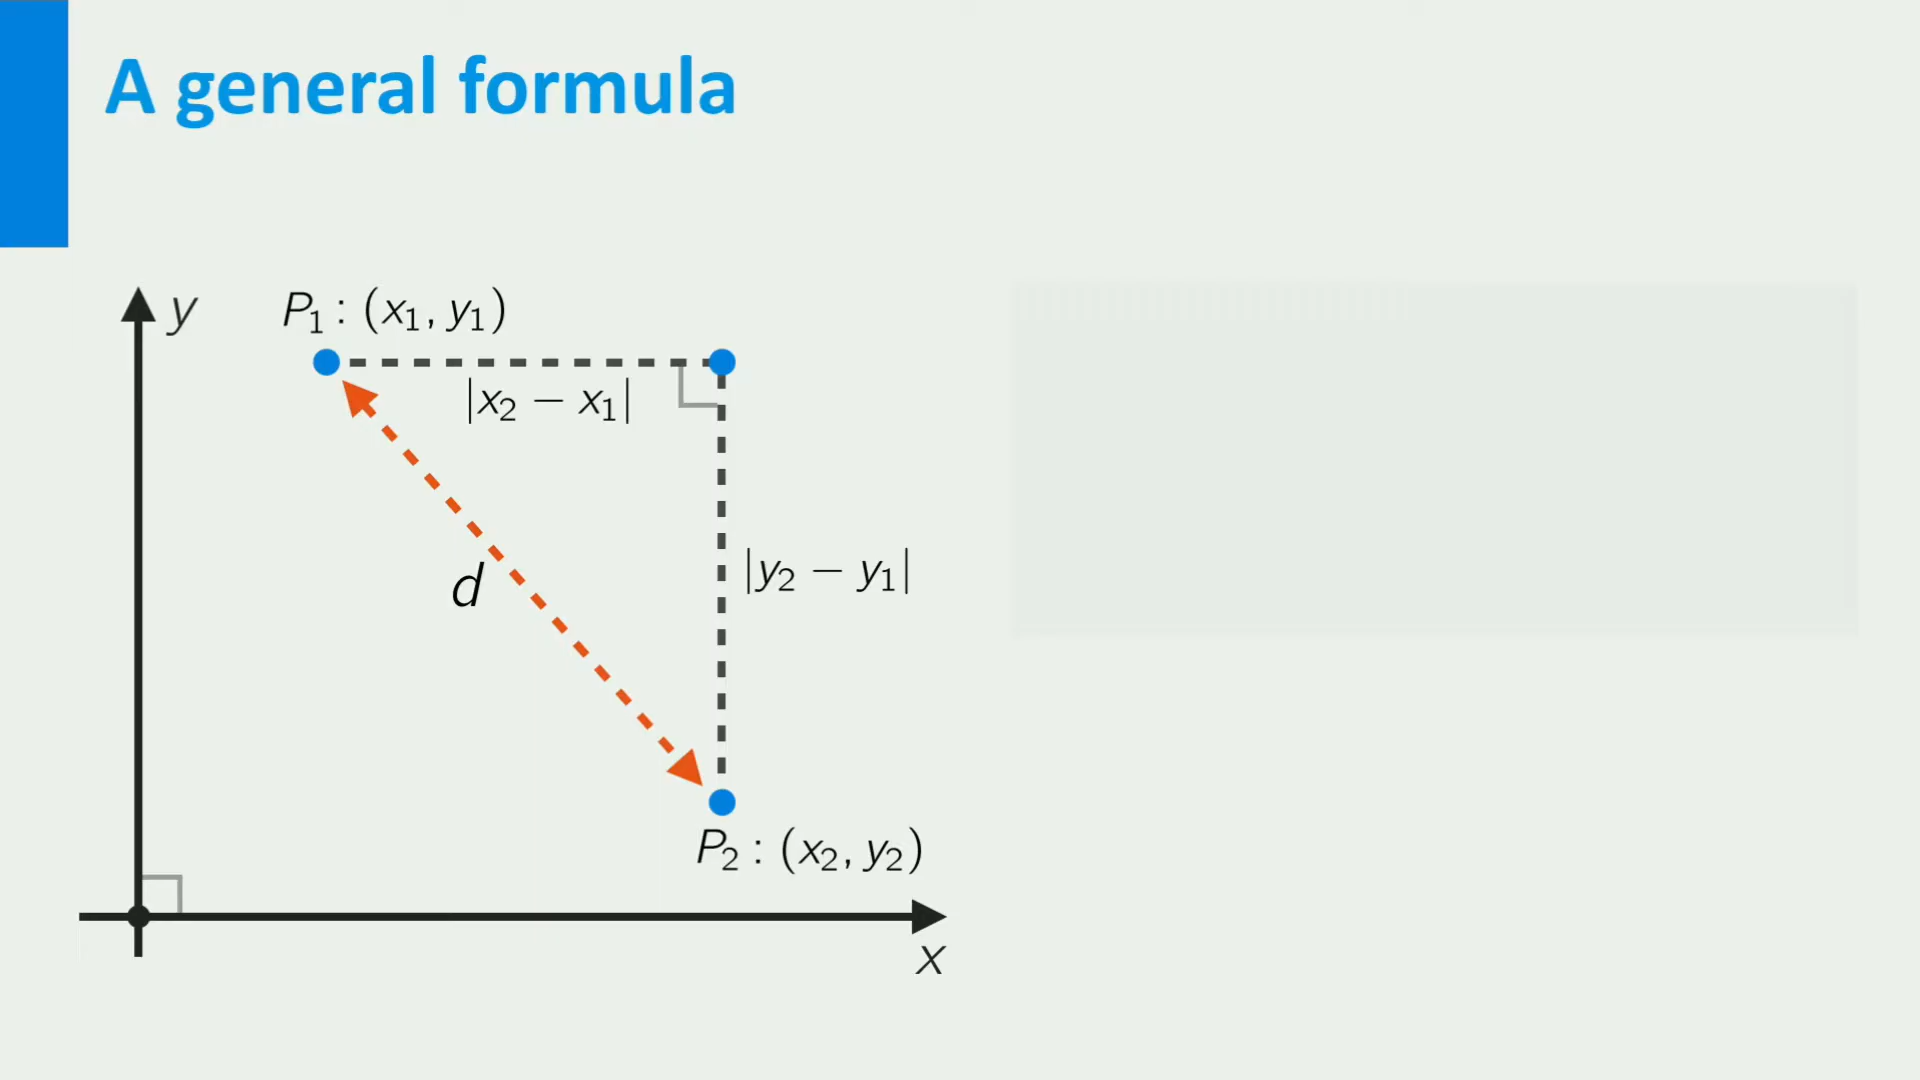 A general formula
y
P₁ : (x₁, y₁)
|x₂ − x₁|
|y₂ − y₁|
d
P₂ : (x₂, y₂)
x